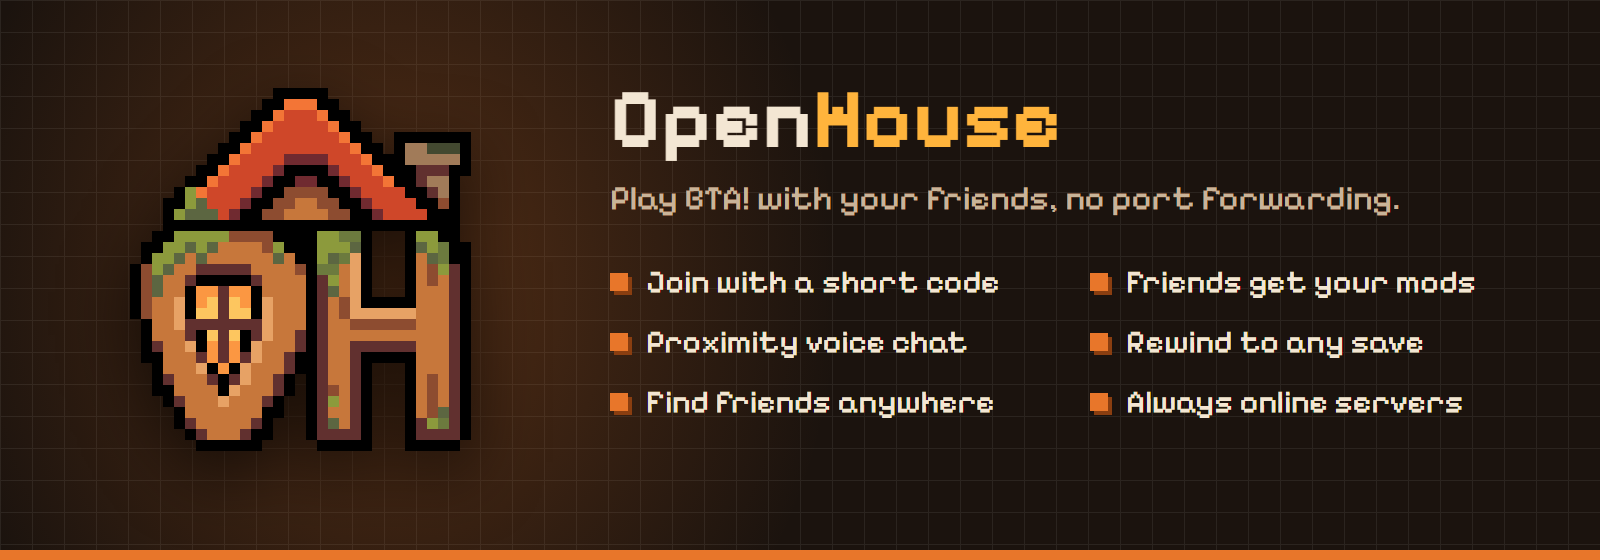 OpenHouse
Play BTA! with your friends, no port forwarding.
Join with a short code
Friends get your mods
Proximity voice chat
Rewind to any save
Find friends anywhere
Always online servers